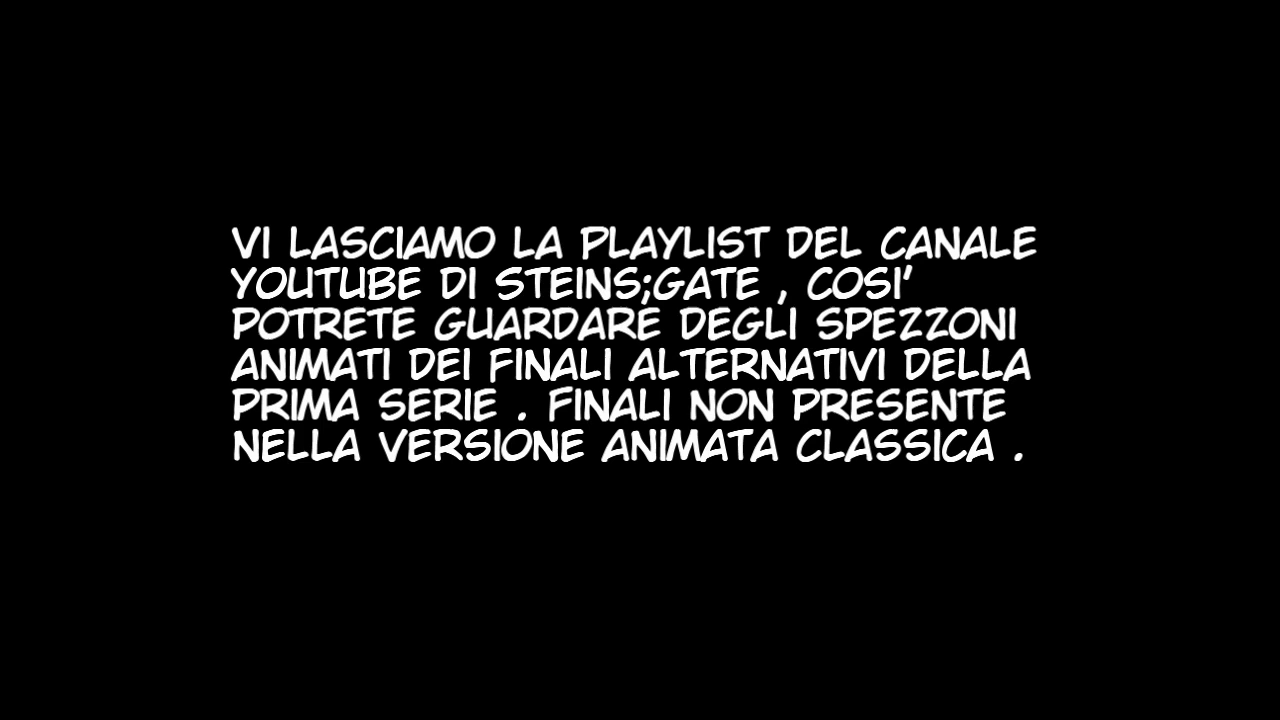 VI LASCIAMO LA PLAYLIST DEL CANALE
YOUTUBE DI STEINS;GATE , COSI'
POTRETE GUARDARE DEGLI SPEZZONI
ANIMATI DEI FINALI ALTERNATIVI DELLA
PRIMA SERIE . FINALI NON PRESENTE
NELLA VERSIONE ANIMATA CLASSICA .